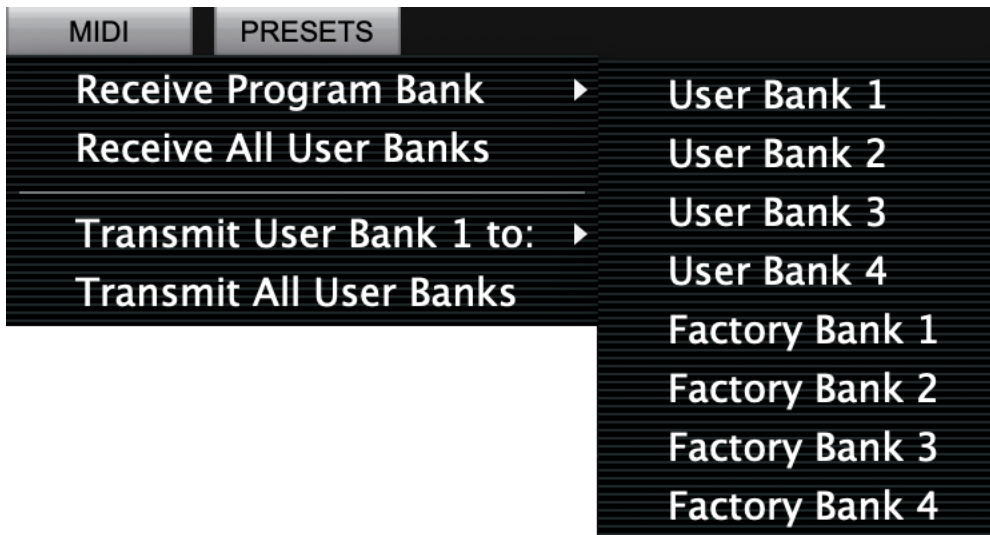 MIDI
PRESETS
Receive Program Bank
Receive All User Banks
Transmit User Bank 1 to:
Transmit All User Banks
User Bank 1
User Bank 2
User Bank 3
User Bank 4
Factory Bank 1
Factory Bank 2
Factory Bank 3
Factory Bank 4